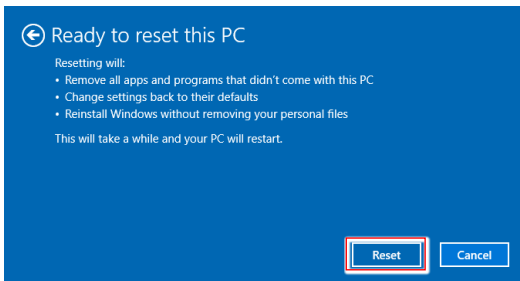 Ready to reset this PC
Resetting will:
• Remove all apps and programs that didn't come with this PC
• Change settings back to their defaults
• Reinstall Windows without removing your personal files
This will take a while and your PC will restart.
Reset Cancel